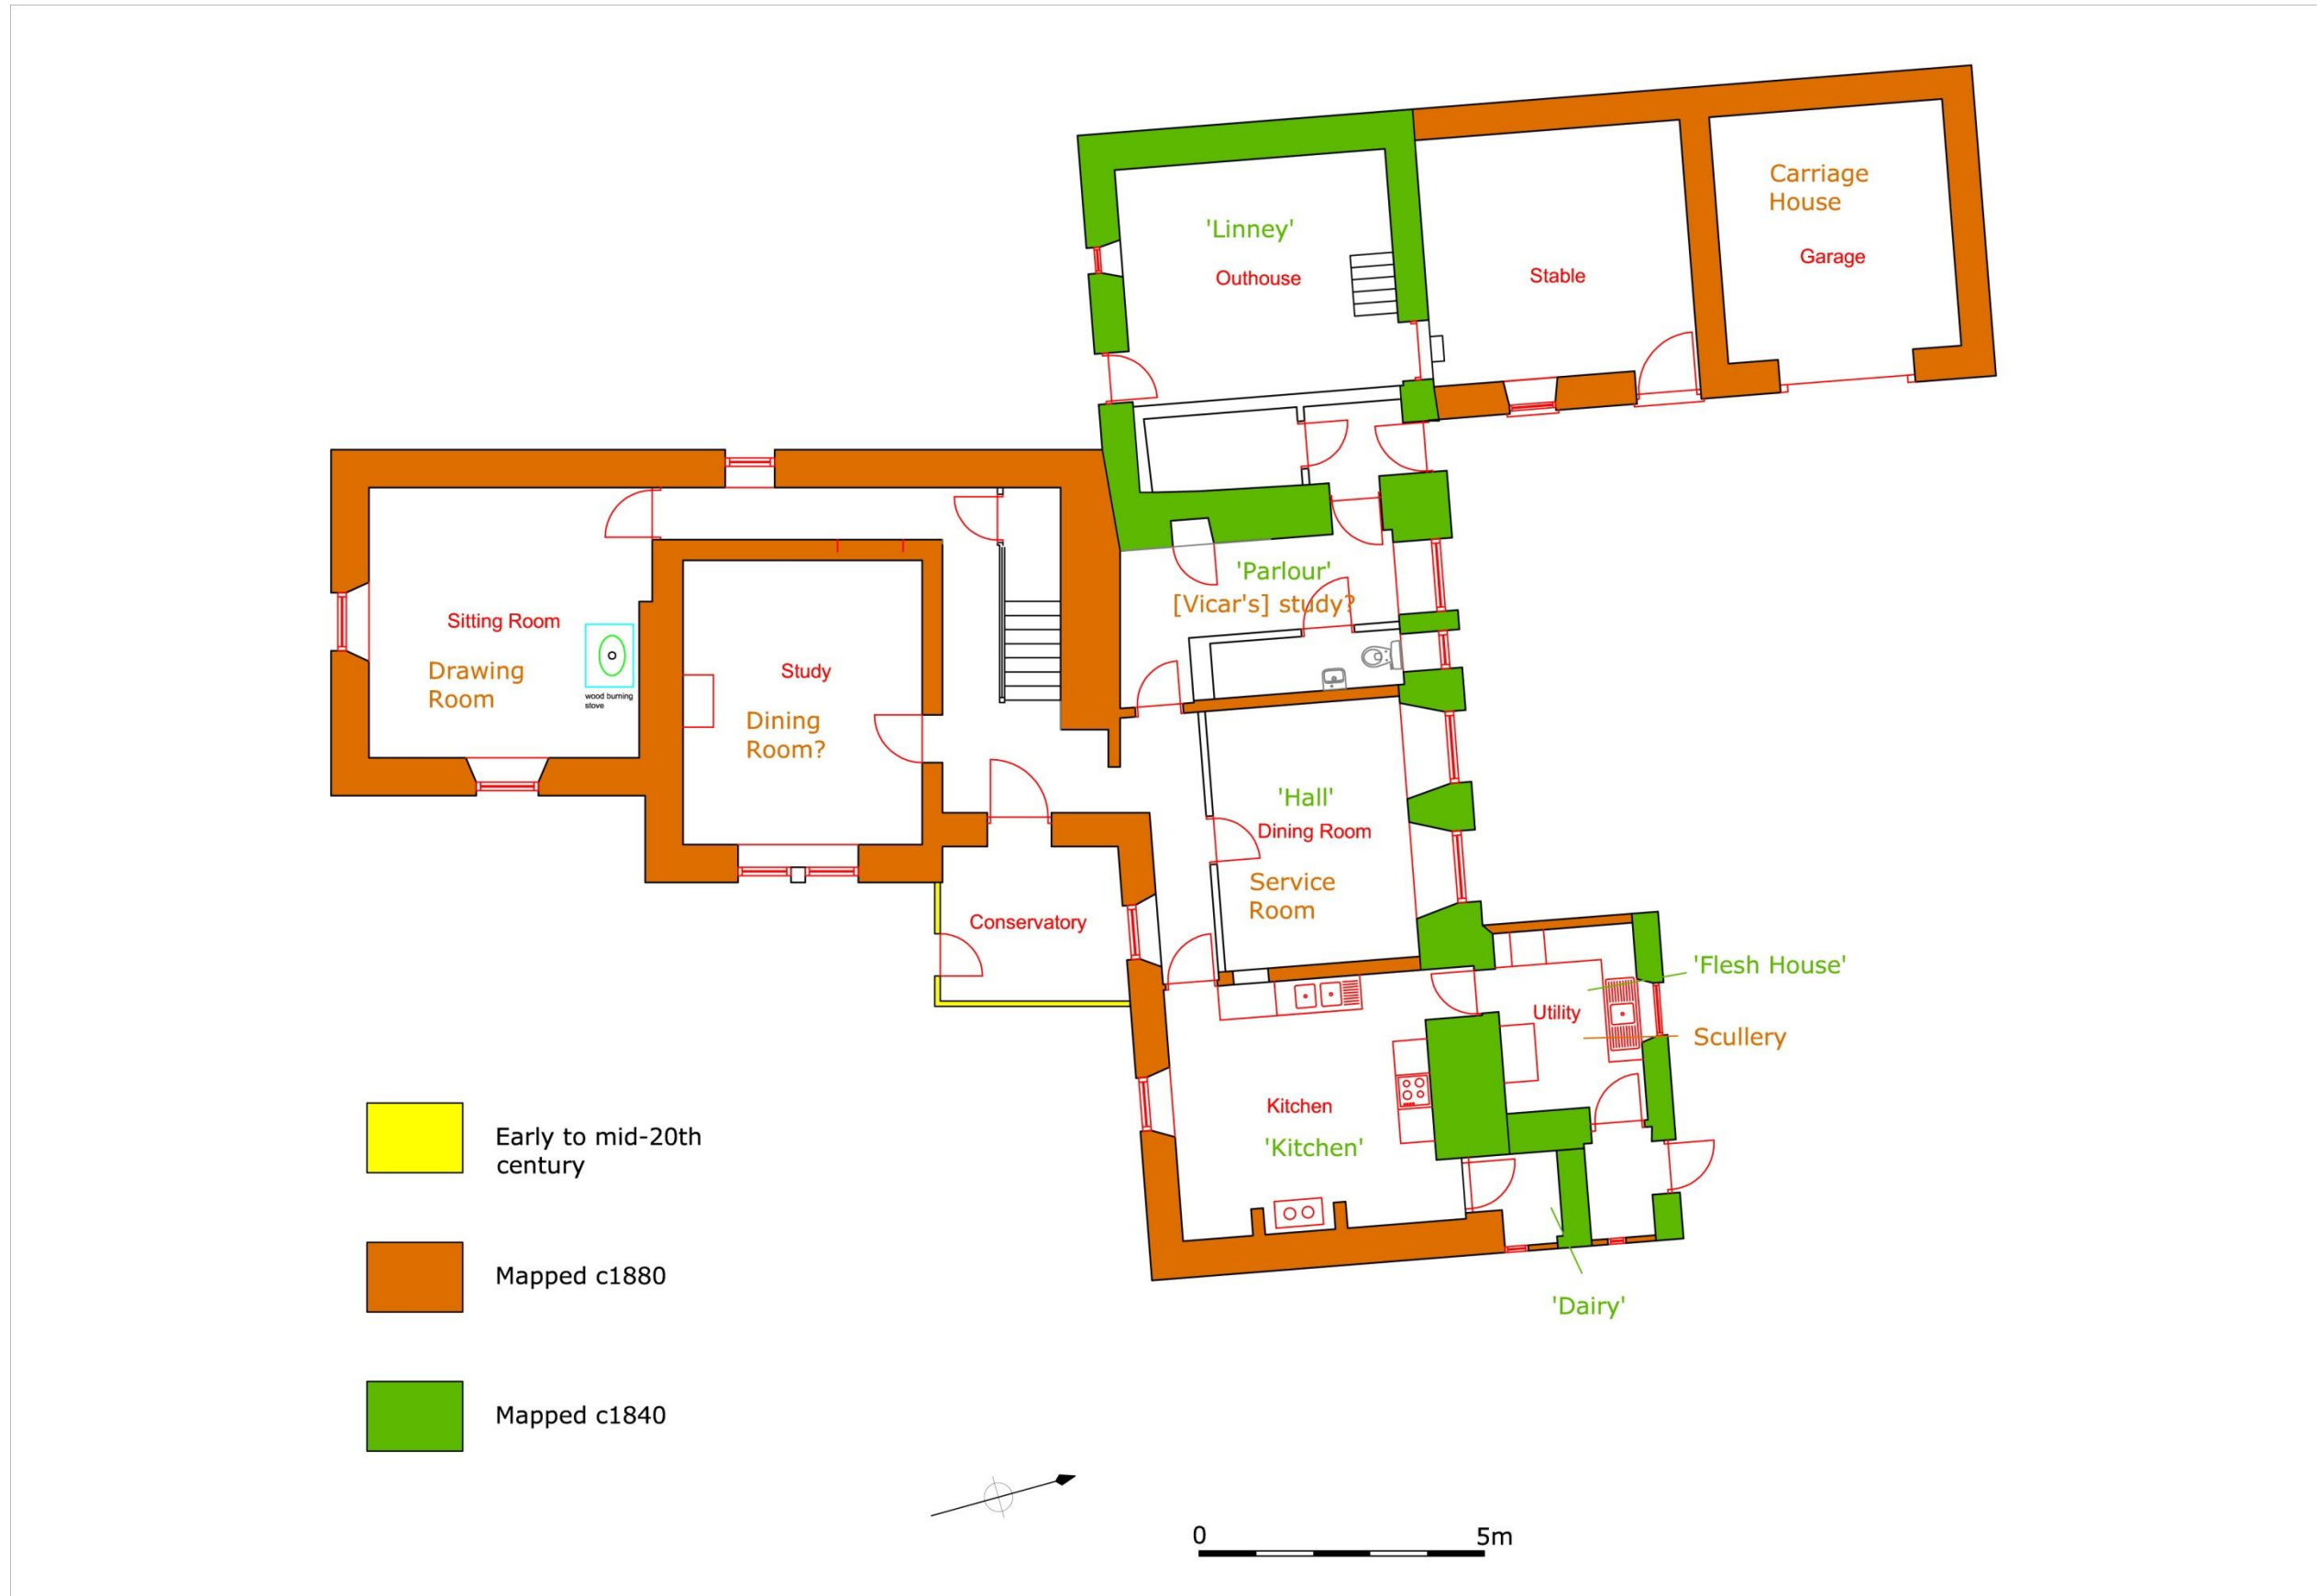 Carriage
House
Garage
'Linney'
Outhouse
Stable
'Parlour'
[Vicar's] study?
Sitting Room
Drawing
Room
wood burning
stove
Study
Dining
Room?
'Hall'
Dining Room
Service
Room
Conservatory
'Flesh House'
Utility
Scullery
Kitchen
'Kitchen'
'Dairy'
Early to mid-20th
century
Mapped c1880
Mapped c1840
0 5m